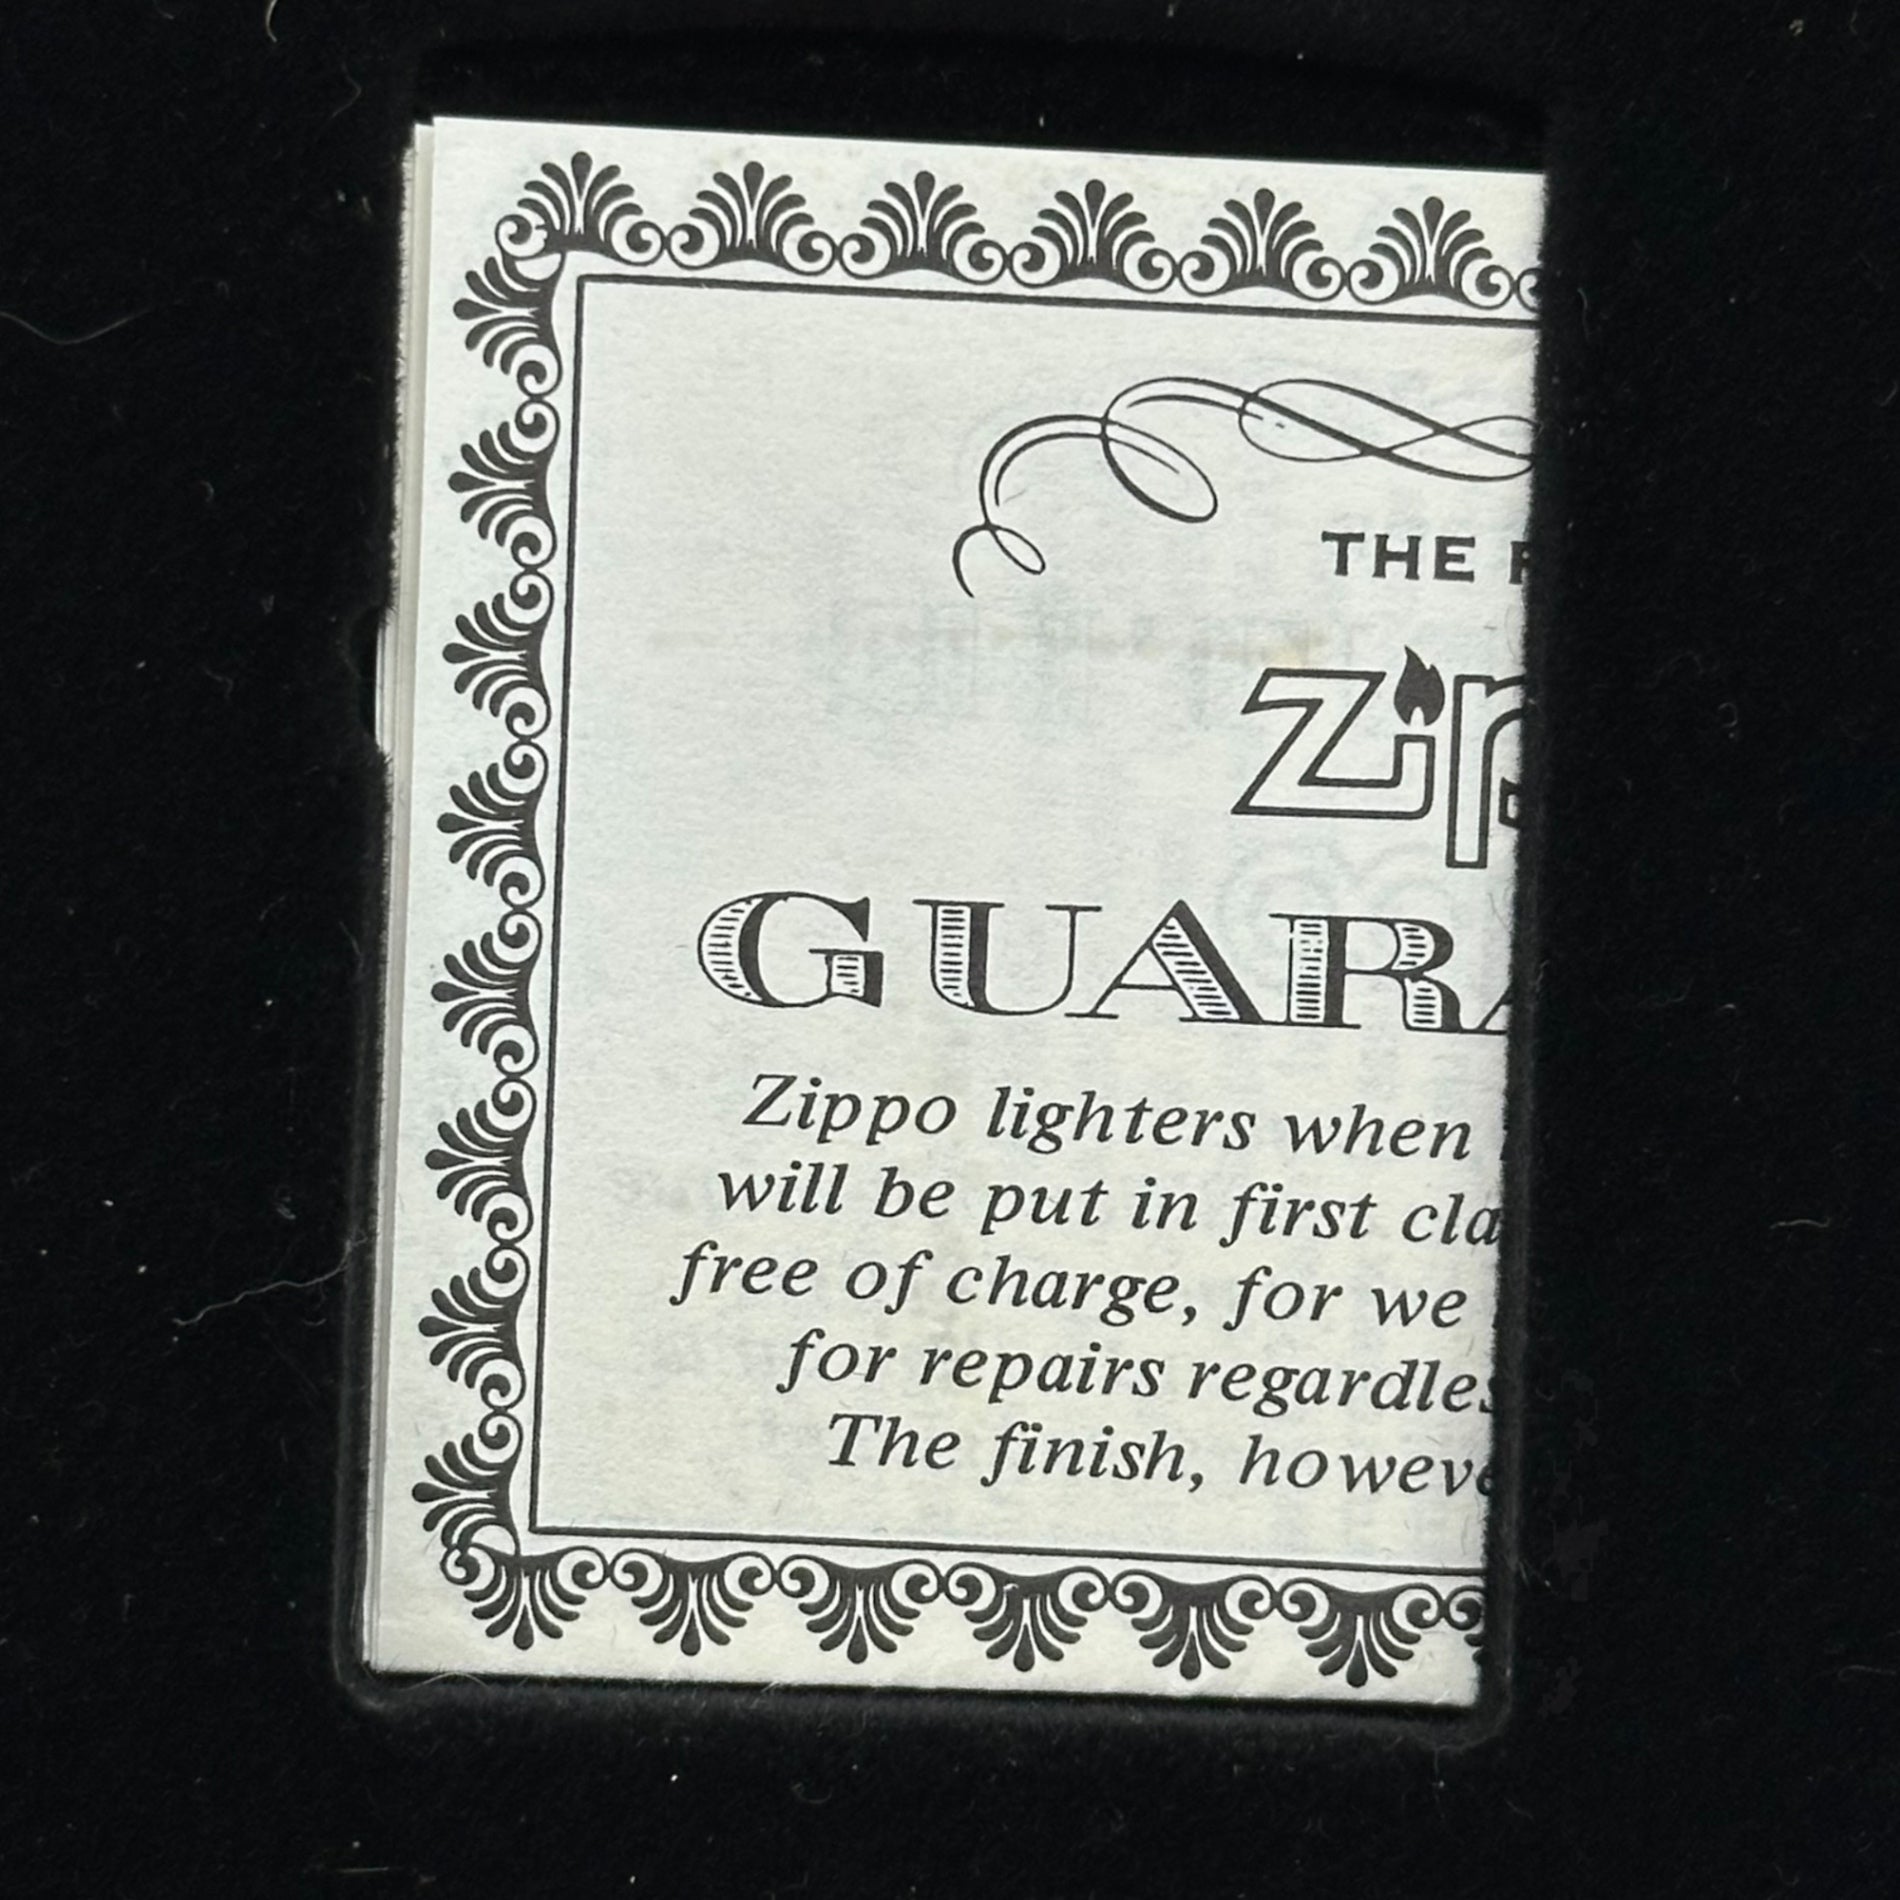 THE
Zip
GUARA
Zippo lighters when
will be put in first cla
free of charge, for we
for repairs regardles
The finish, howeve